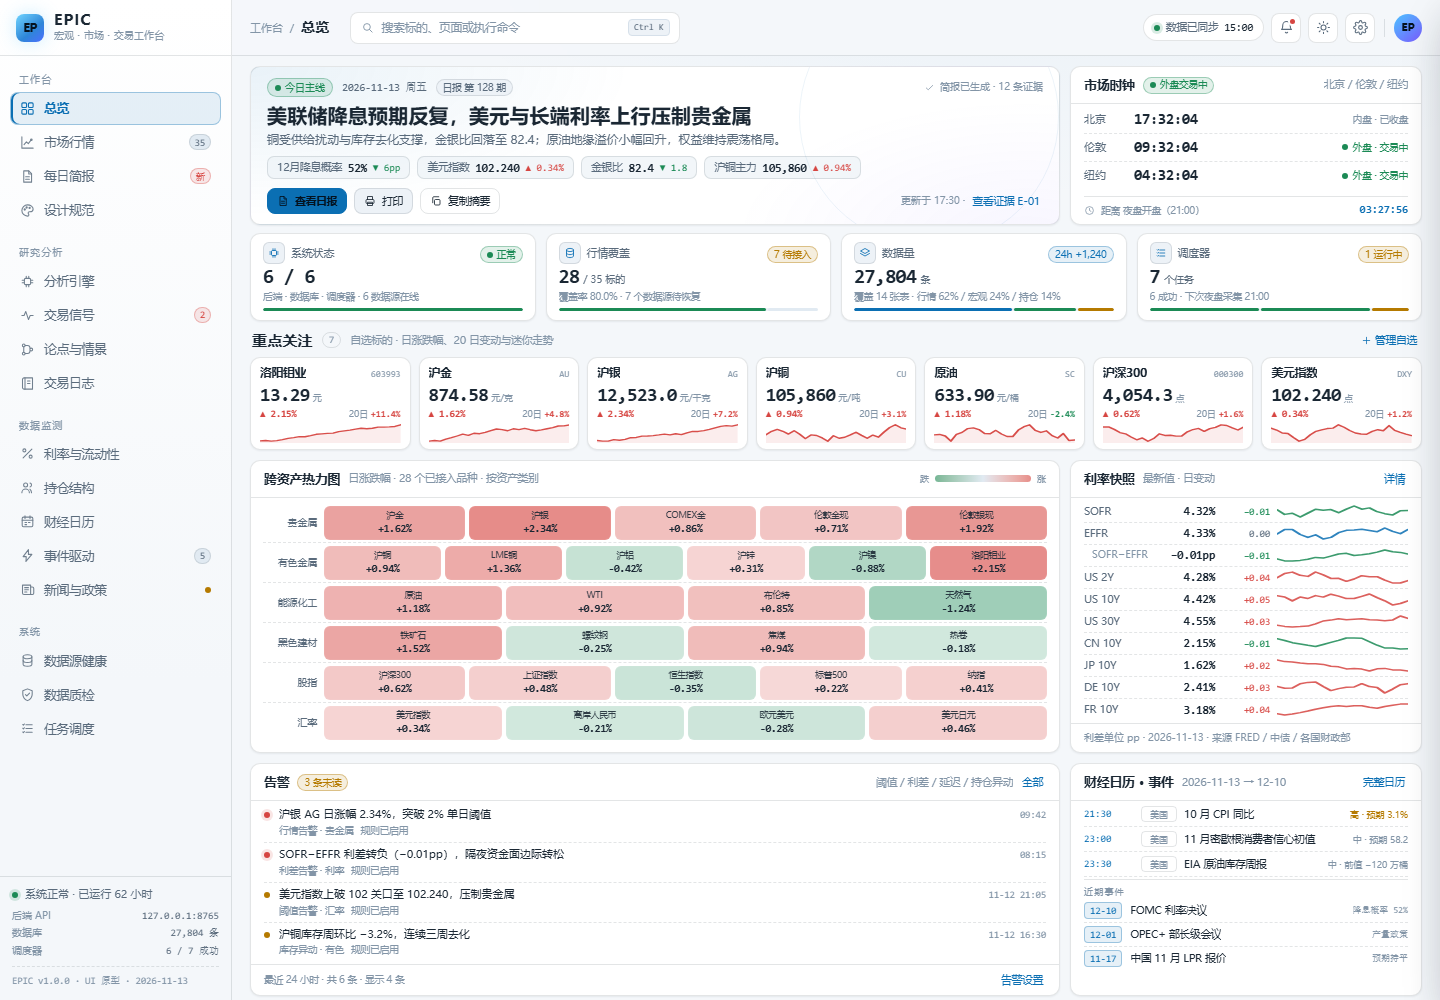 EP
EPIC
宏观 · 市场 · 交易工作台
工作台
总览
市场行情 35
每日简报 新
设计规范
研究分析
分析引擎
交易信号 2
论点与情景
交易日志
数据监测
利率与流动性
持仓结构
财经日历
事件驱动 5
新闻与政策
系统
数据源健康
数据质检
任务调度
系统正常 · 已运行 62 小时
后端 API 127.0.0.1:8765
数据库 27,804 条
调度器 6 / 7 成功
EPIC v1.0.0 · UI 原型 · 2026-11-13
工作台 / 总览
搜索标的、页面或执行命令 Ctrl K
数据已同步 15:00
EP
今日主线 2026-11-13 周五 日报 第 128 期 简报已生成 · 12 条证据
美联储降息预期反复，美元与长端利率上行压制贵金属
铜受供给扰动与库存去化支撑，金银比回落至 82.4；原油地缘溢价小幅回升，权益维持震荡格局。
12月降息概率 52% ▼ 6pp 美元指数 102.240 ▲ 0.34% 金银比 82.4 ▼ 1.8 沪铜主力 105,860 ▲ 0.94%
查看日报 打印 复制摘要 更新于 17:30 · 查看证据 E-01
市场时钟 外盘交易中 北京 / 伦敦 / 纽约
北京 17:32:04 内盘 · 已收盘
伦敦 09:32:04 外盘 · 交易中
纽约 04:32:04 外盘 · 交易中
距离 夜盘开盘（21:00） 03:27:56
系统状态 正常
6 / 6
后端 · 数据库 · 调度器 · 6 数据源在线
行情覆盖 7 待接入
28 / 35 标的
覆盖率 80.0% · 7 个数据源待恢复
数据量 24h +1,240
27,804 条
覆盖 14 张表 · 行情 62% / 宏观 24% / 持仓 14%
调度器 1 运行中
7 个任务
6 成功 · 下次夜盘采集 21:00
重点关注 7 自选标的 · 日涨跌幅、20 日变动与迷你走势 + 管理自选
洛阳钼业 603993
13.29 元
▲ 2.15% 20日 +11.4%
沪金 AU
874.58 元/克
▲ 1.62% 20日 +4.8%
沪银 AG
12,523.0 元/千克
▲ 2.34% 20日 +7.2%
沪铜 CU
105,860 元/吨
▲ 0.94% 20日 +3.1%
原油 SC
633.90 元/桶
▲ 1.18% 20日 -2.4%
沪深300 000300
4,054.3 点
▲ 0.62% 20日 +1.6%
美元指数 DXY
102.240 点
▲ 0.34% 20日 +1.2%
跨资产热力图 日涨跌幅 · 28 个已接入品种 · 按资产类别 跌 涨
贵金属
沪金 沪银 COMEX金 伦敦金现 伦敦银现
+1.62% +2.34% +0.86% +0.71% +1.92%
有色金属
沪铜 LME铜 沪铝 沪锌 沪镍 洛阳钼业
+0.94% +1.36% -0.42% +0.31% -0.88% +2.15%
能源化工
原油 WTI 布伦特 天然气
+1.18% +0.92% +0.85% -1.24%
黑色建材
铁矿石 螺纹钢 焦煤 热卷
+1.52% -0.25% +0.94% -0.18%
股指
沪深300 上证指数 恒生指数 标普500 纳指
+0.62% +0.48% -0.35% +0.22% +0.41%
汇率
美元指数 离岸人民币 欧元美元 美元日元
+0.34% -0.21% -0.28% +0.46%
利率快照 最新值 · 日变动 详情
SOFR 4.32% −0.01
EFFR 4.33% 0.00
SOFR−EFFR −0.01pp −0.01
US 2Y 4.28% +0.04
US 10Y 4.42% +0.05
US 30Y 4.55% +0.03
CN 10Y 2.15% −0.01
JP 10Y 1.62% +0.02
DE 10Y 2.41% +0.03
FR 10Y 3.18% +0.04
利差单位 pp · 2026-11-13 · 来源 FRED / 中债 / 各国财政部
告警 3 条未读 阈值 / 利差 / 延迟 / 持仓异动 全部
沪银 AG 日涨幅 2.34%，突破 2% 单日阈值 09:42
行情告警 · 贵金属 规则已启用
SOFR−EFFR 利差转负（−0.01pp），隔夜资金面边际转松 08:15
利差告警 · 利率 规则已启用
美元指数上破 102 关口至 102.240，压制贵金属 11-12 21:05
阈值告警 · 汇率 规则已启用
沪铜库存周环比 −3.2%，连续三周去化 11-12 16:30
库存异动 · 有色 规则已启用
最近 24 小时 · 共 6 条 · 显示 4 条 告警设置
财经日历 • 事件 2026-11-13 → 12-10 完整日历
21:30 美国 10 月 CPI 同比 高 · 预期 3.1%
23:00 美国 11 月密歇根消费者信心初值 中 · 预期 58.2
23:30 美国 EIA 原油库存周报 中 · 前值 −120 万桶
近期事件
12-10 FOMC 利率决议 降息概率 52%
12-01 OPEC+ 部长级会议 产量政策
11-17 中国 11 月 LPR 报价 预期持平